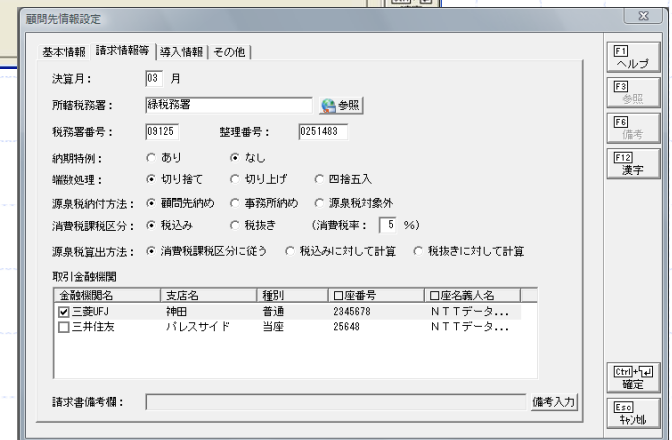 顧問先情報設定
基本情報 請求情報等 導入情報 その他
F1 ヘルプ
F3 参照
F6 備考
F12 漢字
決算月： 03 月
所轄税務署： 緑税務署 参照
税務署番号： 09125 整理番号： 0251483
納期特例： あり なし
端数処理： 切り捨て 切り上げ 四捨五入
源泉税納付方法： 顧問先納め 事務所納め 源泉税対象外
消費税課税区分： 税込み 税抜き （消費税率： 5 %）
源泉税算出方法： 消費税課税区分に従う 税込みに対して計算 税抜きに対して計算
取引金融機関
金融機関名 支店名 種別 口座番号 口座名義人名
三菱UFJ 神田 普通 2345678 ＮＴＴデータ...
三井住友 パレスサイド 当座 25648 ＮＴＴデータ...
請求書備考欄： 備考入力
Ctrl+ 確定
Esc キャンセル